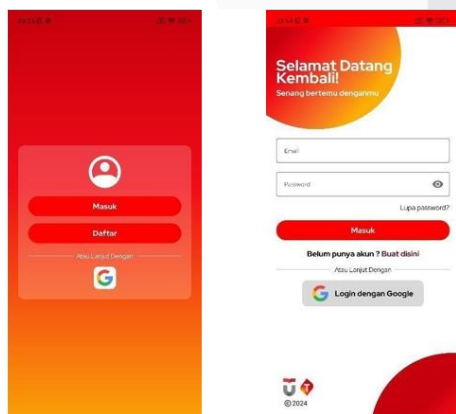 Masuk
Daftar
Atau Lanjut Dengan
Selamat Datang
Kembali!
Senang bertemu denganmu
Email
Password
Lupa password?
Masuk
Belum punya akun ? Buat disini
Atau Lanjut Dengan
Login dengan Google
©2024